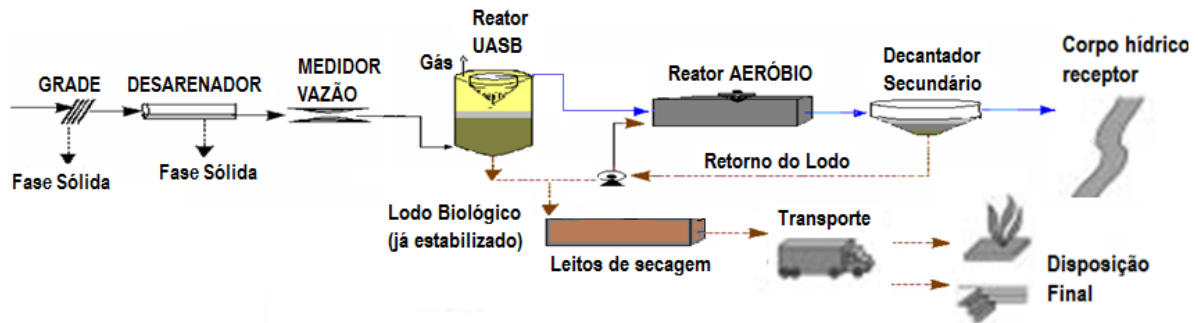 Reator
UASB
Gás
GRADE
DESARENADOR
MEDIDOR
VAZÃO
Reator AERÓBIO
Decantador
Secundário
Corpo hídrico
receptor
Fase Sólida
Fase Sólida
Retorno do Lodo
Lodo Biológico
(já estabilizado)
Leitos de secagem
Transporte
Disposição
Final